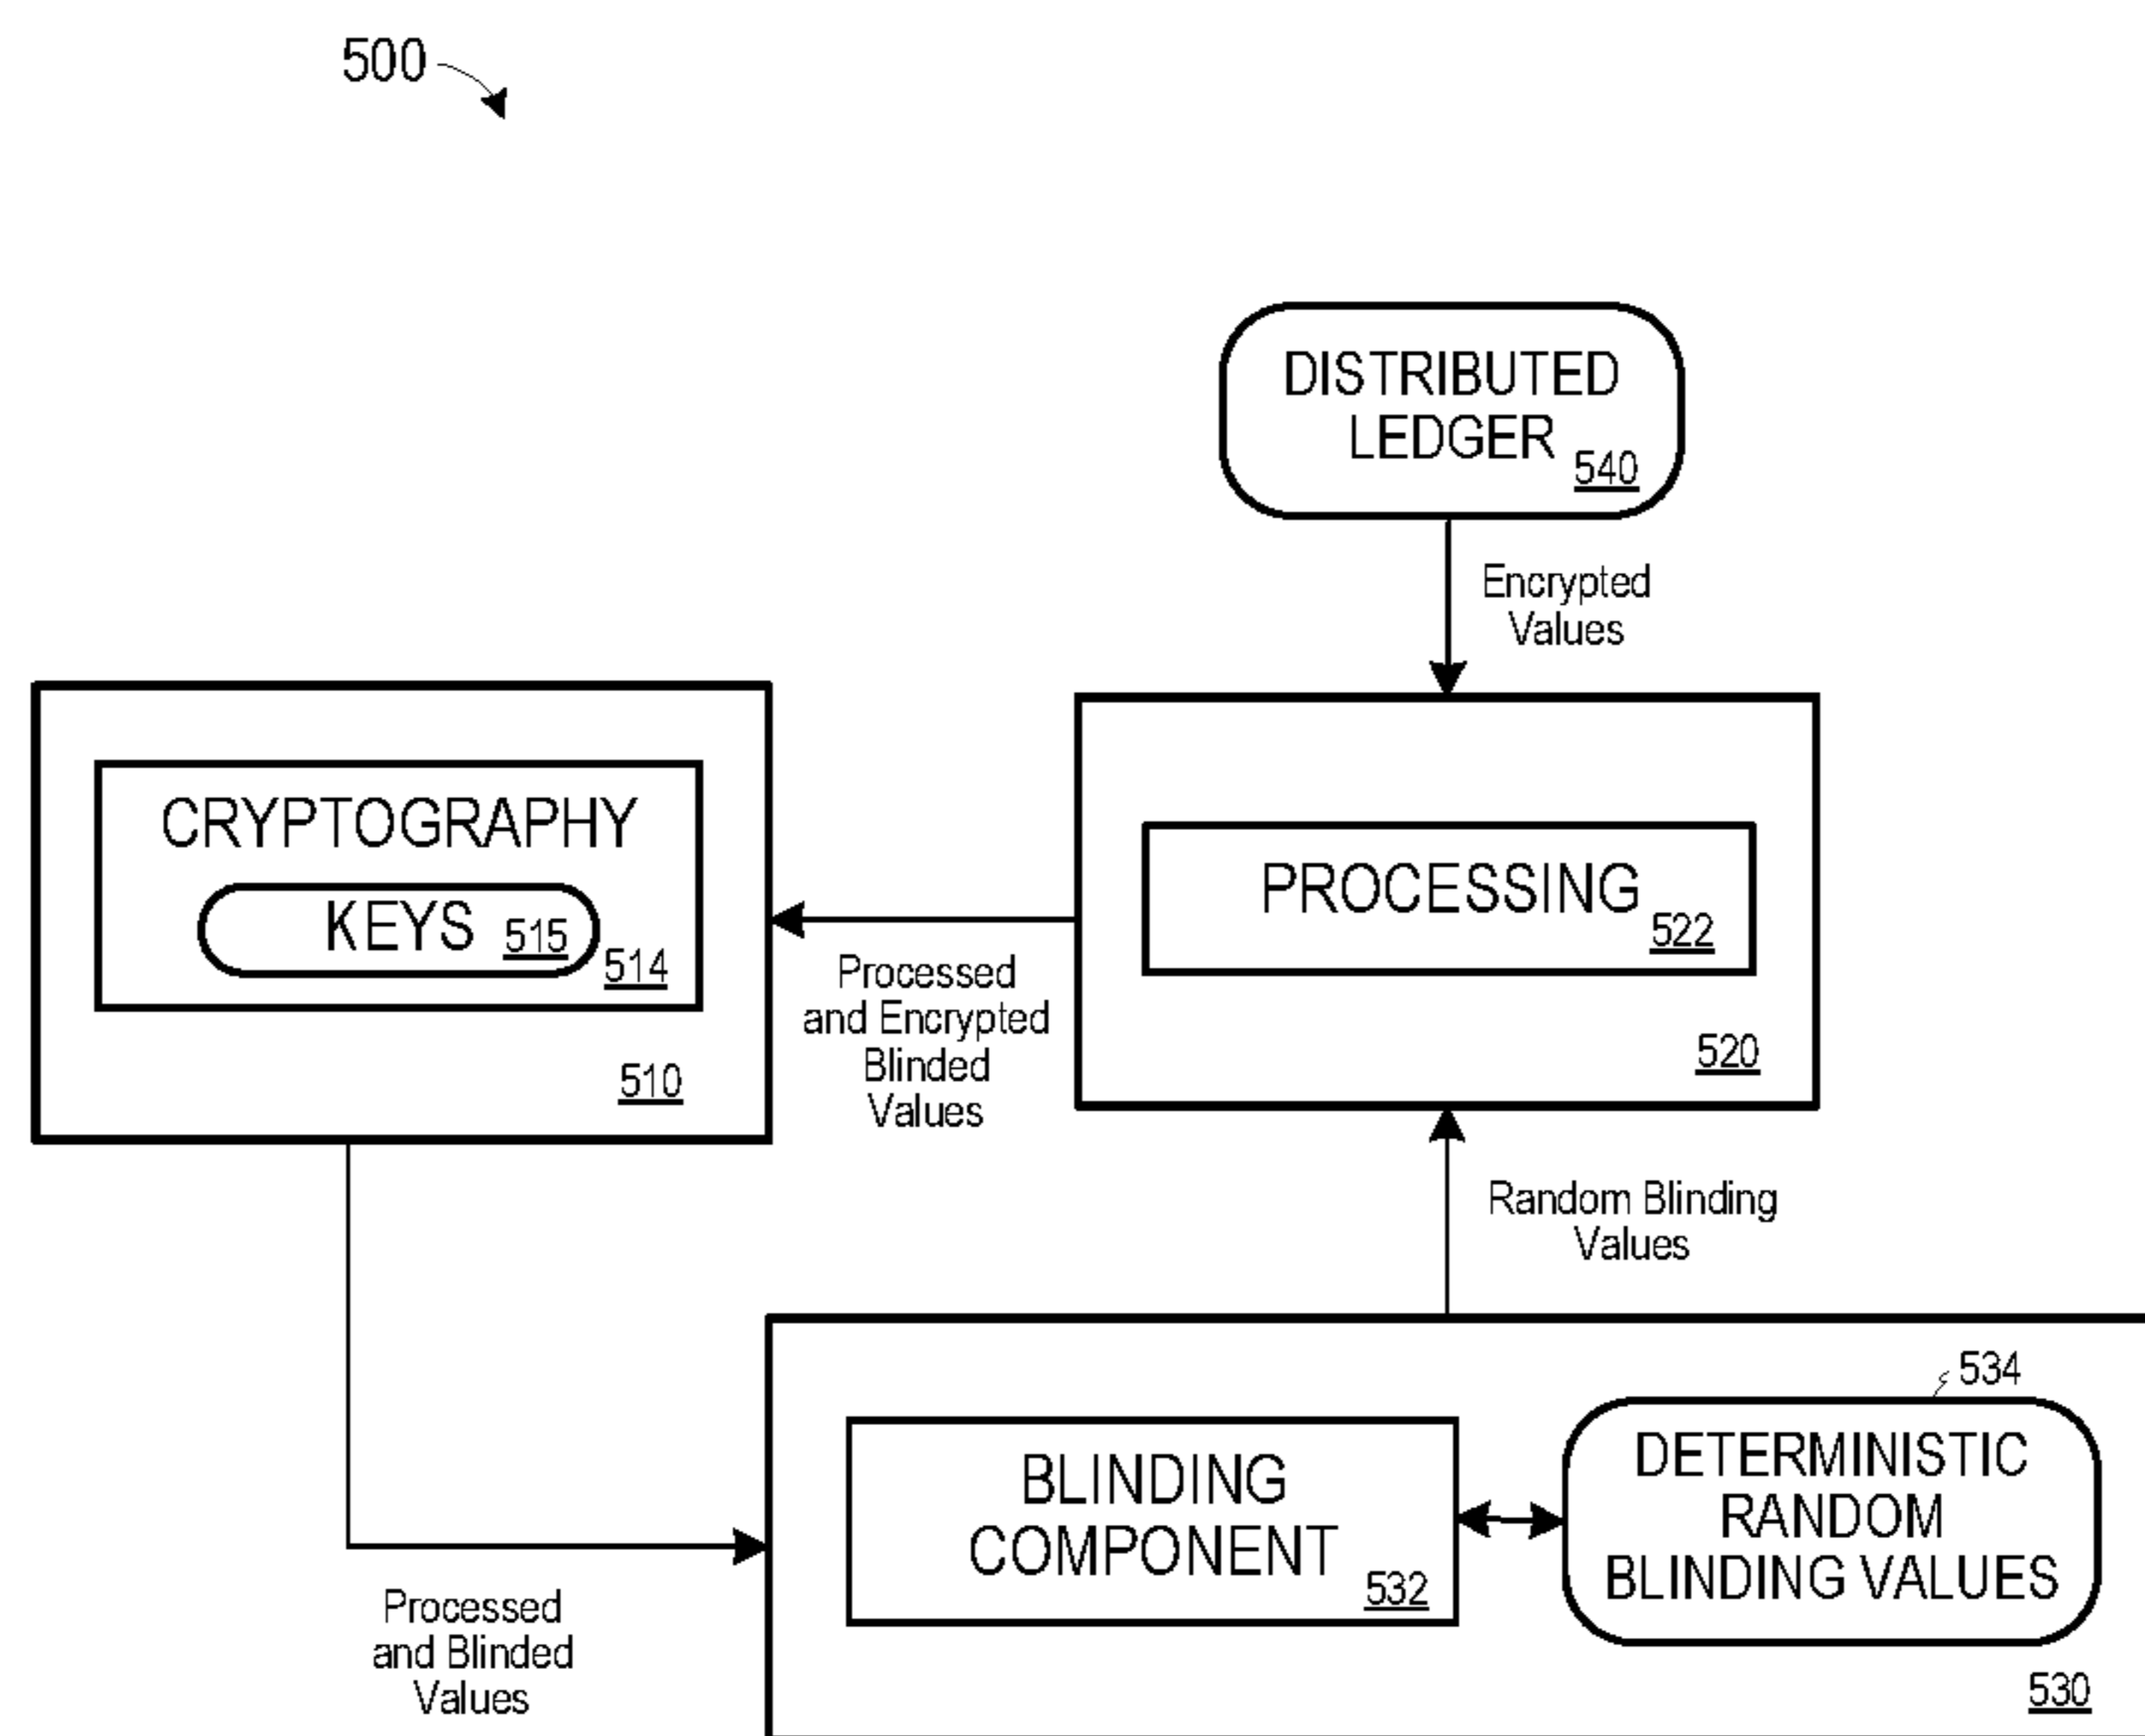 500
DISTRIBUTED
LEDGER
540
Encrypted
Values
CRYPTOGRAPHY
KEYS 515
514
510
PROCESSING
522
520
Processed
and Encrypted
Blinded
Values
Random Blinding
Values
534
BLINDING
COMPONENT
532
DETERMINISTIC
RANDOM
BLINDING VALUES
530
Processed
and Blinded
Values